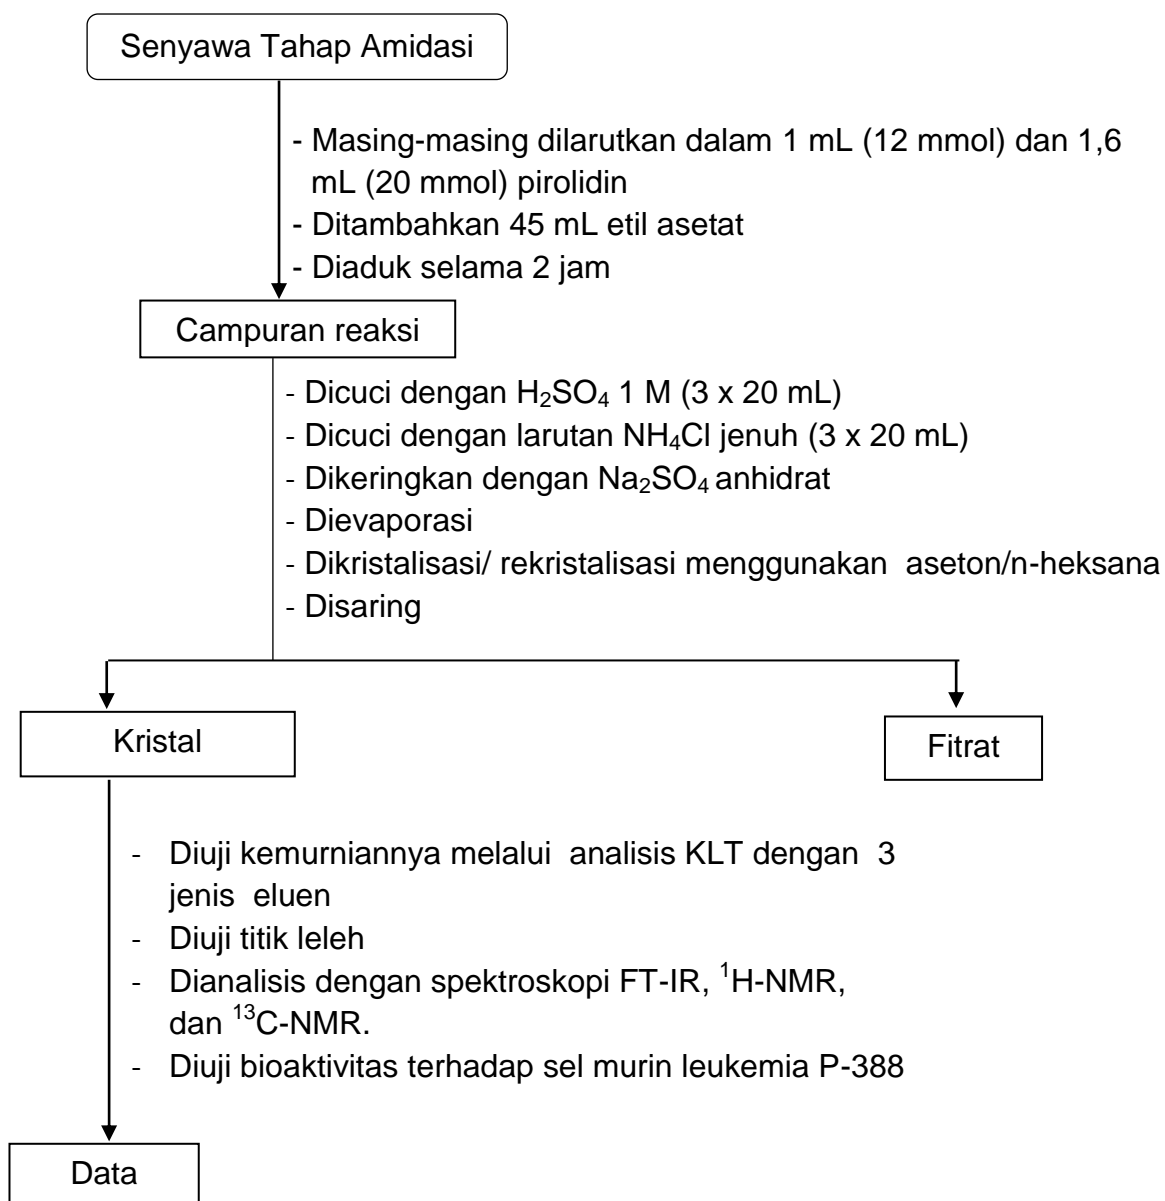 Senyawa Tahap Amidasi
- Masing-masing dilarutkan dalam 1 mL (12 mmol) dan 1,6
mL (20 mmol) pirolidin
- Ditambahkan 45 mL etil asetat
- Diaduk selama 2 jam
Campuran reaksi
- Dicuci dengan H₂SO₄ 1 M (3 x 20 mL)
- Dicuci dengan larutan NH₄Cl jenuh (3 x 20 mL)
- Dikeringkan dengan Na₂SO₄ anhidrat
- Dievaporasi
- Dikristalisasi/ rekristalisasi menggunakan aseton/n-heksana
- Disaring
Kristal
Fitrat
- Diuji kemurniannya melalui analisis KLT dengan 3
jenis eluen
- Diuji titik leleh
- Dianalisis dengan spektroskopi FT-IR, ¹H-NMR,
dan ¹³C-NMR.
- Diuji bioaktivitas terhadap sel murin leukemia P-388
Data